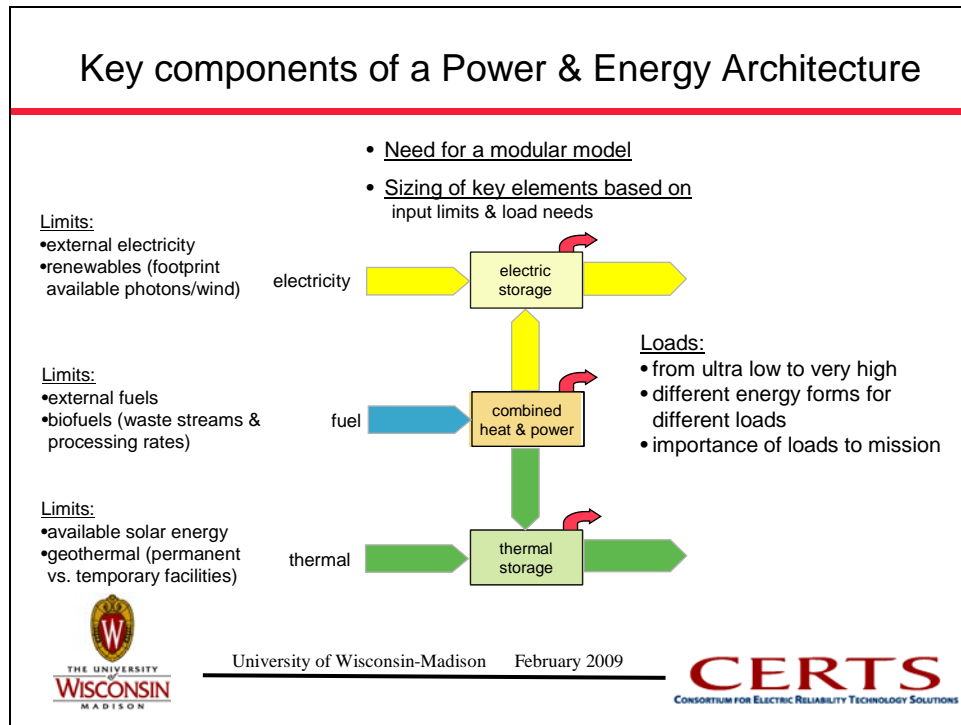 Key components of a Power & Energy Architecture
• Need for a modular model
• Sizing of key elements based on
input limits & load needs
Limits:
•external electricity
•renewables (footprint
available photons/wind)
electricity
electric
storage
Limits:
•external fuels
•biofuels (waste streams &
processing rates)
fuel
combined
heat & power
Loads:
• from ultra low to very high
• different energy forms for
different loads
• importance of loads to mission
Limits:
•available solar energy
•geothermal (permanent
vs. temporary facilities)
thermal
thermal
storage
W
THE UNIVERSITY
of
WISCONSIN
MADISON
University of Wisconsin-Madison February 2009
CERTS
CONSORTIUM FOR ELECTRIC RELIABILITY TECHNOLOGY SOLUTIONS